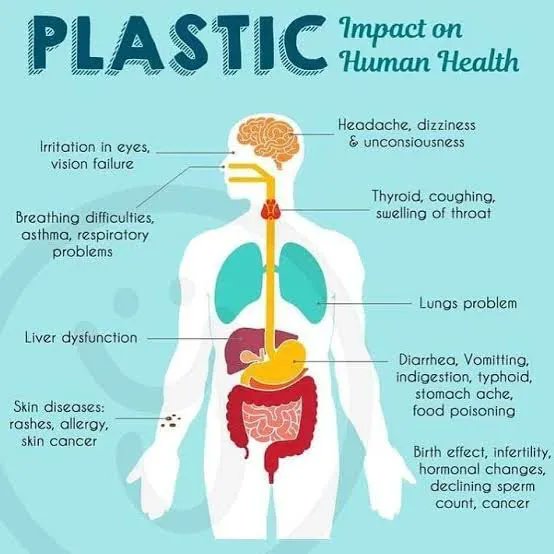 PLASTIC
Impact on
Human Health
Headache, dizziness
& unconsiousness
Irritation in eyes,
vision failure
Thyroid, coughing,
swelling of throat
Breathing difficulties,
asthma, respiratory
problems
Lungs problem
Liver dysfunction
Diarrhea, Vomitting,
indigestion, typhoid,
stomach ache,
food poisoning
Skin diseases:
rashes, allergy,
skin cancer
Birth effect, infertility,
hormonal changes,
declining sperm
count, cancer